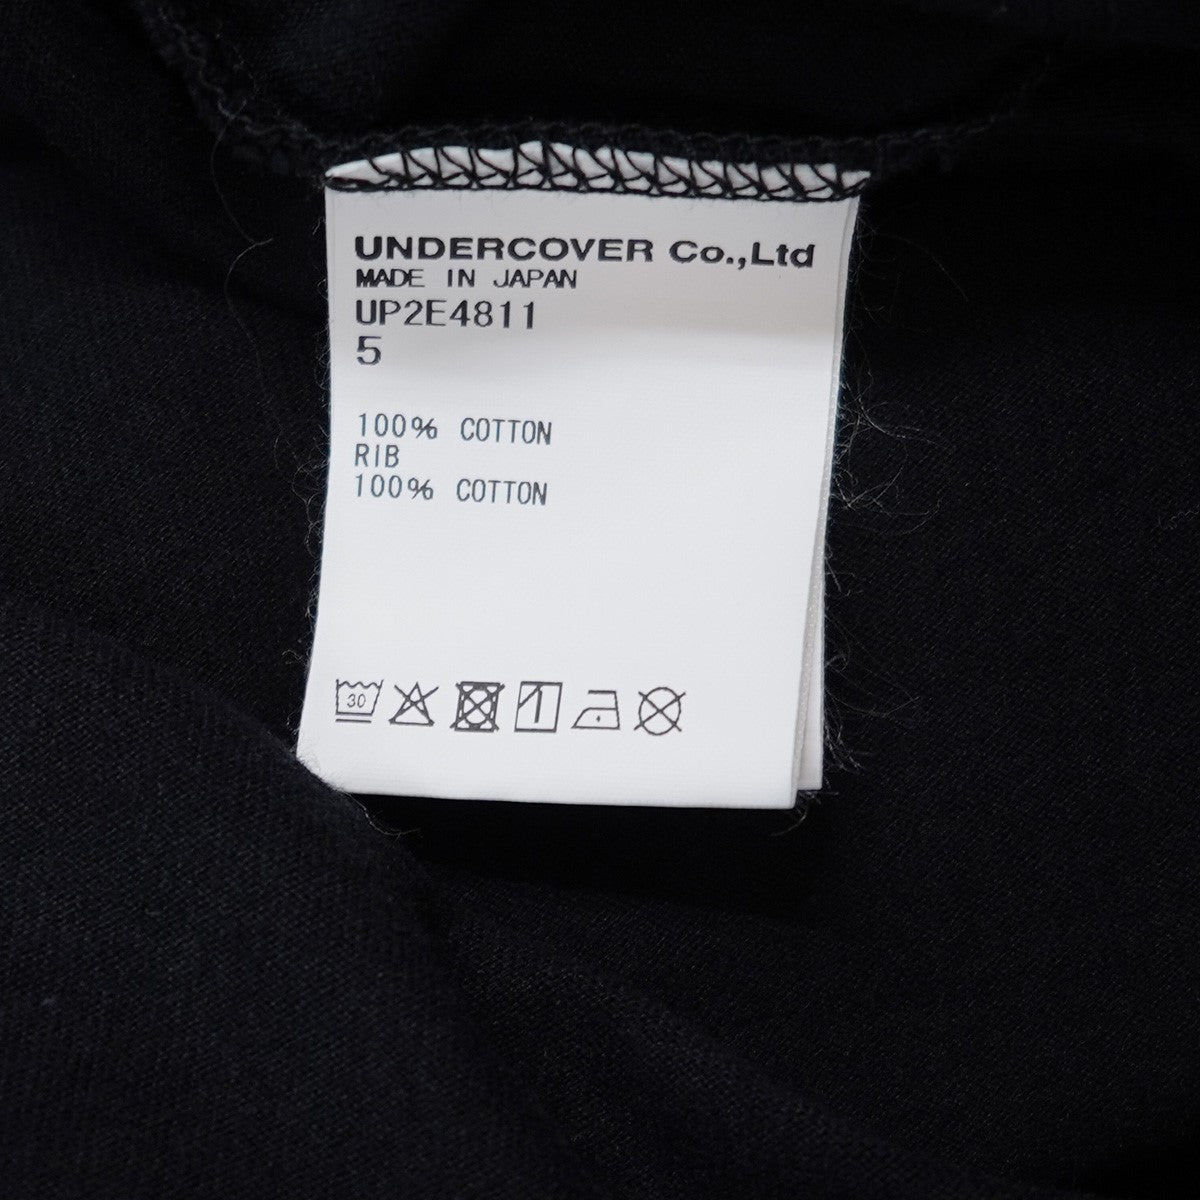 UNDERCOVER Co.,Ltd
MADE IN JAPAN
UP2E4811
5
100% COTTON
RIB
100% COTTON
30